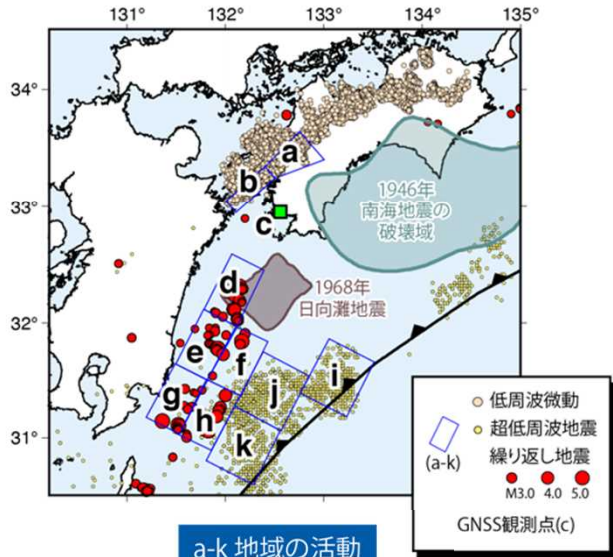 131° 132° 133° 134° 135°
34°
33°
32°
31°
a
b
c
d
e
f
g
h
i
j
k
1946年
南海地震の
破壊域
1968年
日向灘地震
低周波微動
超低周波地震
(a-k)
繰り返し地震
M3.0 4.0 5.0
GNSS観測点(c)
a-k 地域の活動